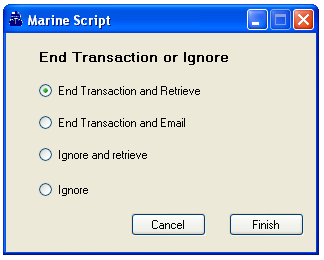 Marine Script
End Transaction or Ignore
End Transaction and Retrieve
End Transaction and Email
Ignore and retrieve
Ignore
Cancel
Finish